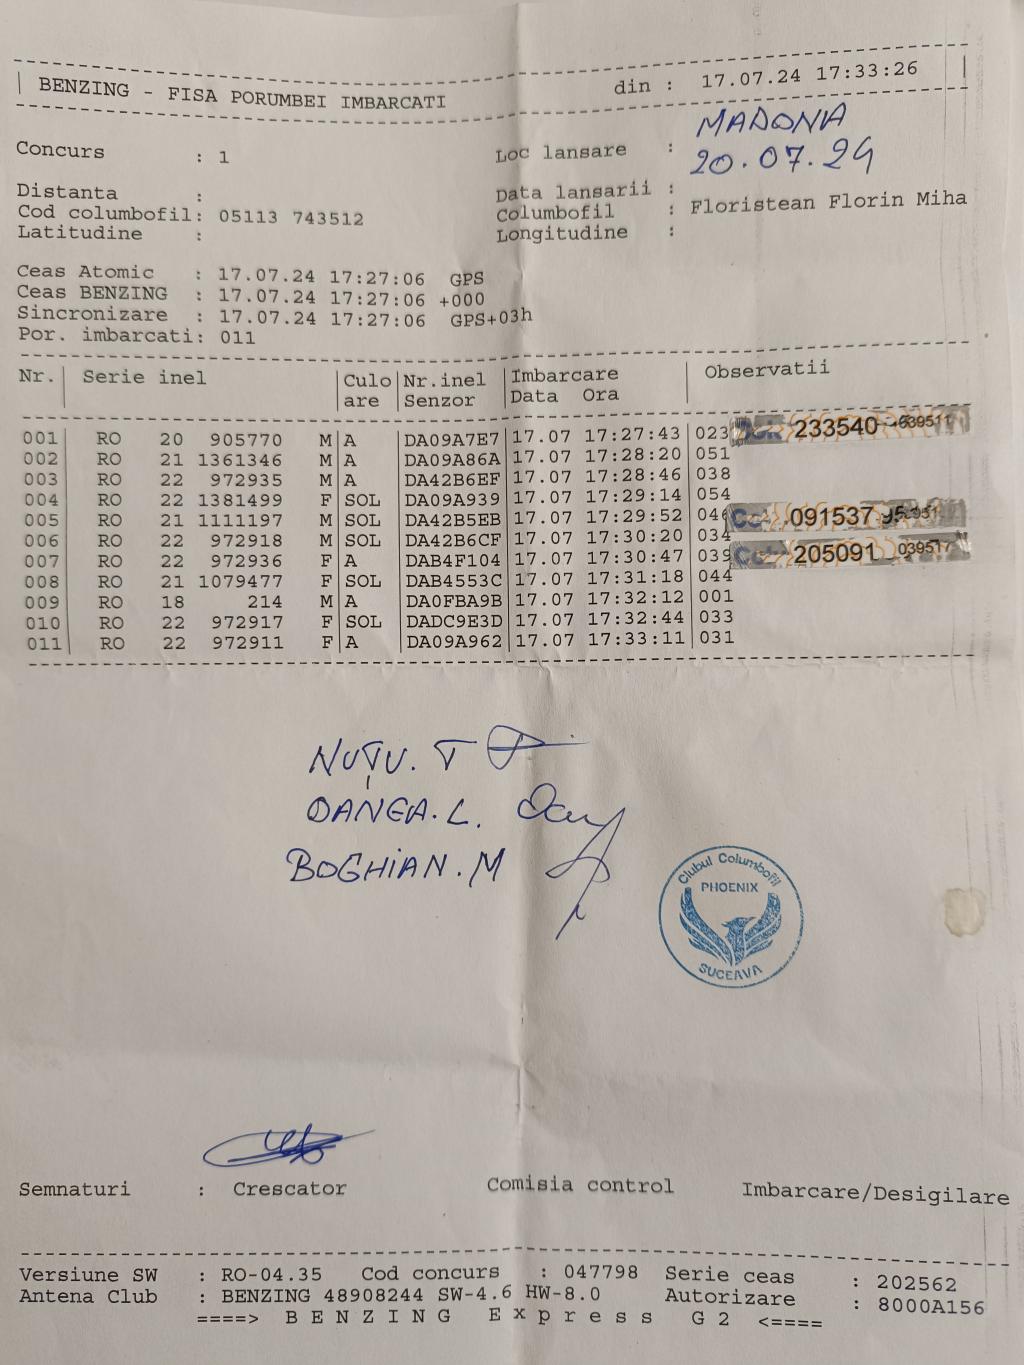 BENZING - FISA PORUMBEI IMBARCATI din : 17.07.24 17:33:26
Concurs : 1 Loc lansare : MADONA
20.07.24
Distanta : Data lansarii :
Cod columbofil: 05113 743512 Columbofil : Floristean Florin Miha
Latitudine : Longitudine :
Ceas Atomic : 17.07.24 17:27:06 GPS
Ceas BENZING : 17.07.24 17:27:06 +000
Sincronizare : 17.07.24 17:27:06 GPS+03h
Por. imbarcati: 011
Nr. Serie inel Culo Nr.inel Imbarcare Observatii
are Senzor Data Ora
001 RO 20 905770 M A DA09A7E7 17.07 17:27:43 023 233540
002 RO 21 1361346 M A DA09A86A 17.07 17:28:20 051
003 RO 22 972935 M A DA42B6EF 17.07 17:28:46 038
004 RO 22 1381499 F SOL DA09A939 17.07 17:29:14 054
005 RO 21 1111197 M SOL DA42B5EB 17.07 17:29:52 046 091537
006 RO 22 972918 M SOL DA42B6CF 17.07 17:30:20 034
007 RO 22 972936 F A DAB4F104 17.07 17:30:47 039 205091 039517
008 RO 21 1079477 F SOL DAB4553C 17.07 17:31:18 044
009 RO 18 214 M A DA0FBA9B 17.07 17:32:12 001
010 RO 22 972917 F SOL DADC9E3D 17.07 17:32:44 033
011 RO 22 972911 F A DA09A962 17.07 17:33:11 031
NUȚU. T
DANGA. L.
BOGHIAN. M
Clubul Columbofil
PHOENIX
SUCEAVA
Semnaturi : Crescator Comisia control Imbarcare/Desigilare
Versiune SW : RO-04.35 Cod concurs : 047798 Serie ceas : 202562
Antena Club : BENZING 48908244 SW-4.6 HW-8.0 Autorizare : 8000A156
====> B E N Z I N G E x p r e s s G 2 <====